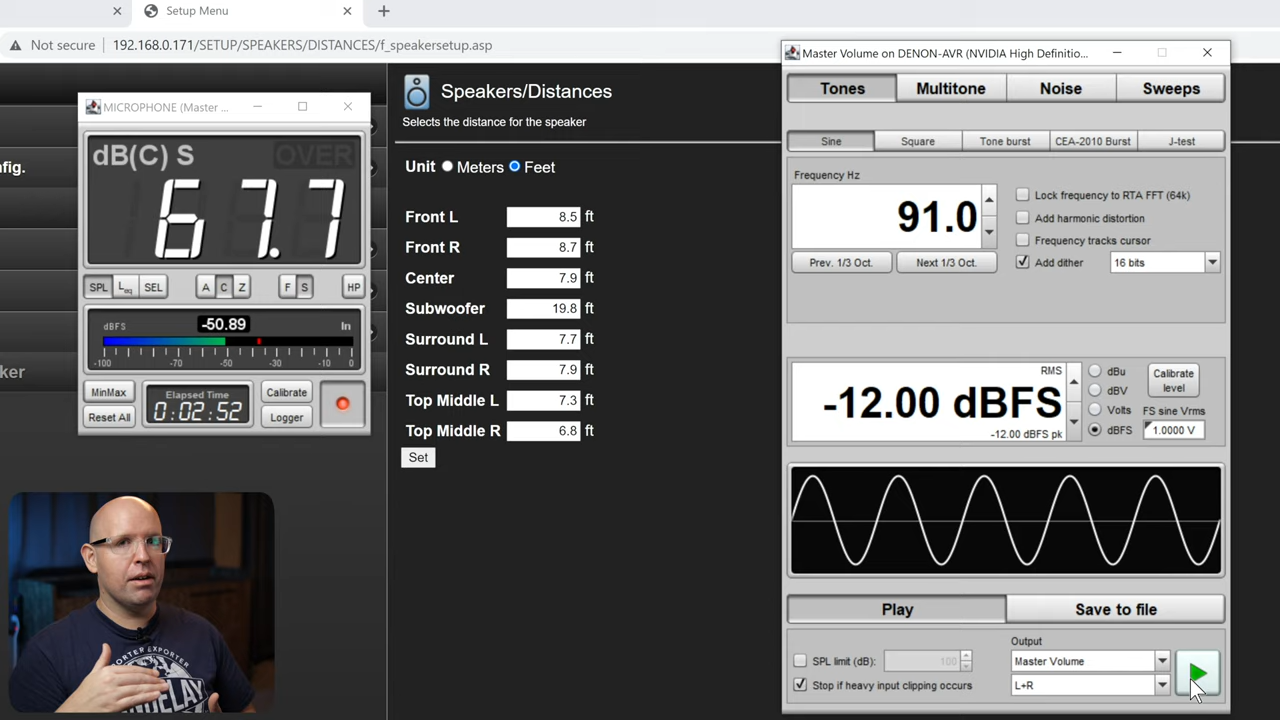 Setup Menu
Not secure
192.168.0.171/SETUP/SPEAKERS/DISTANCES/f_speakersetup.asp
nfig.
ker
MICROPHONE (Master ...
dB(C) S
OVER
67.7
SPL Leq SEL A C Z F S HP
dBFS -50.89 In
-100 -70 -50 -30 -10 0
MinMax
Elapsed Time
0:02:52
Calibrate
Reset All
Logger
Speakers/Distances
Selects the distance for the speaker
Unit Meters Feet
Front L 8.5 ft
Front R 8.7 ft
Center 7.9 ft
Subwoofer 19.8 ft
Surround L 7.7 ft
Surround R 7.9 ft
Top Middle L 7.3 ft
Top Middle R 6.8 ft
Set
Master Volume on DENON-AVR (NVIDIA High Definitio...
Tones Multitone Noise Sweeps
Sine Square Tone burst CEA-2010 Burst J-test
Frequency Hz
91.0
Prev. 1/3 Oct. Next 1/3 Oct.
Lock frequency to RTA FFT (64k)
Add harmonic distortion
Frequency tracks cursor
Add dither 16 bits
RMS
-12.00 dBFS
-12.00 dBFS pk
dBu
dBV
Volts
dBFS
Calibrate
level
FS sine Vrms
1.0000 V
Play Save to file
Output
SPL limit (dB): 100 Master Volume
Stop if heavy input clipping occurs L+R
PORTER EXPORTER
DELAY